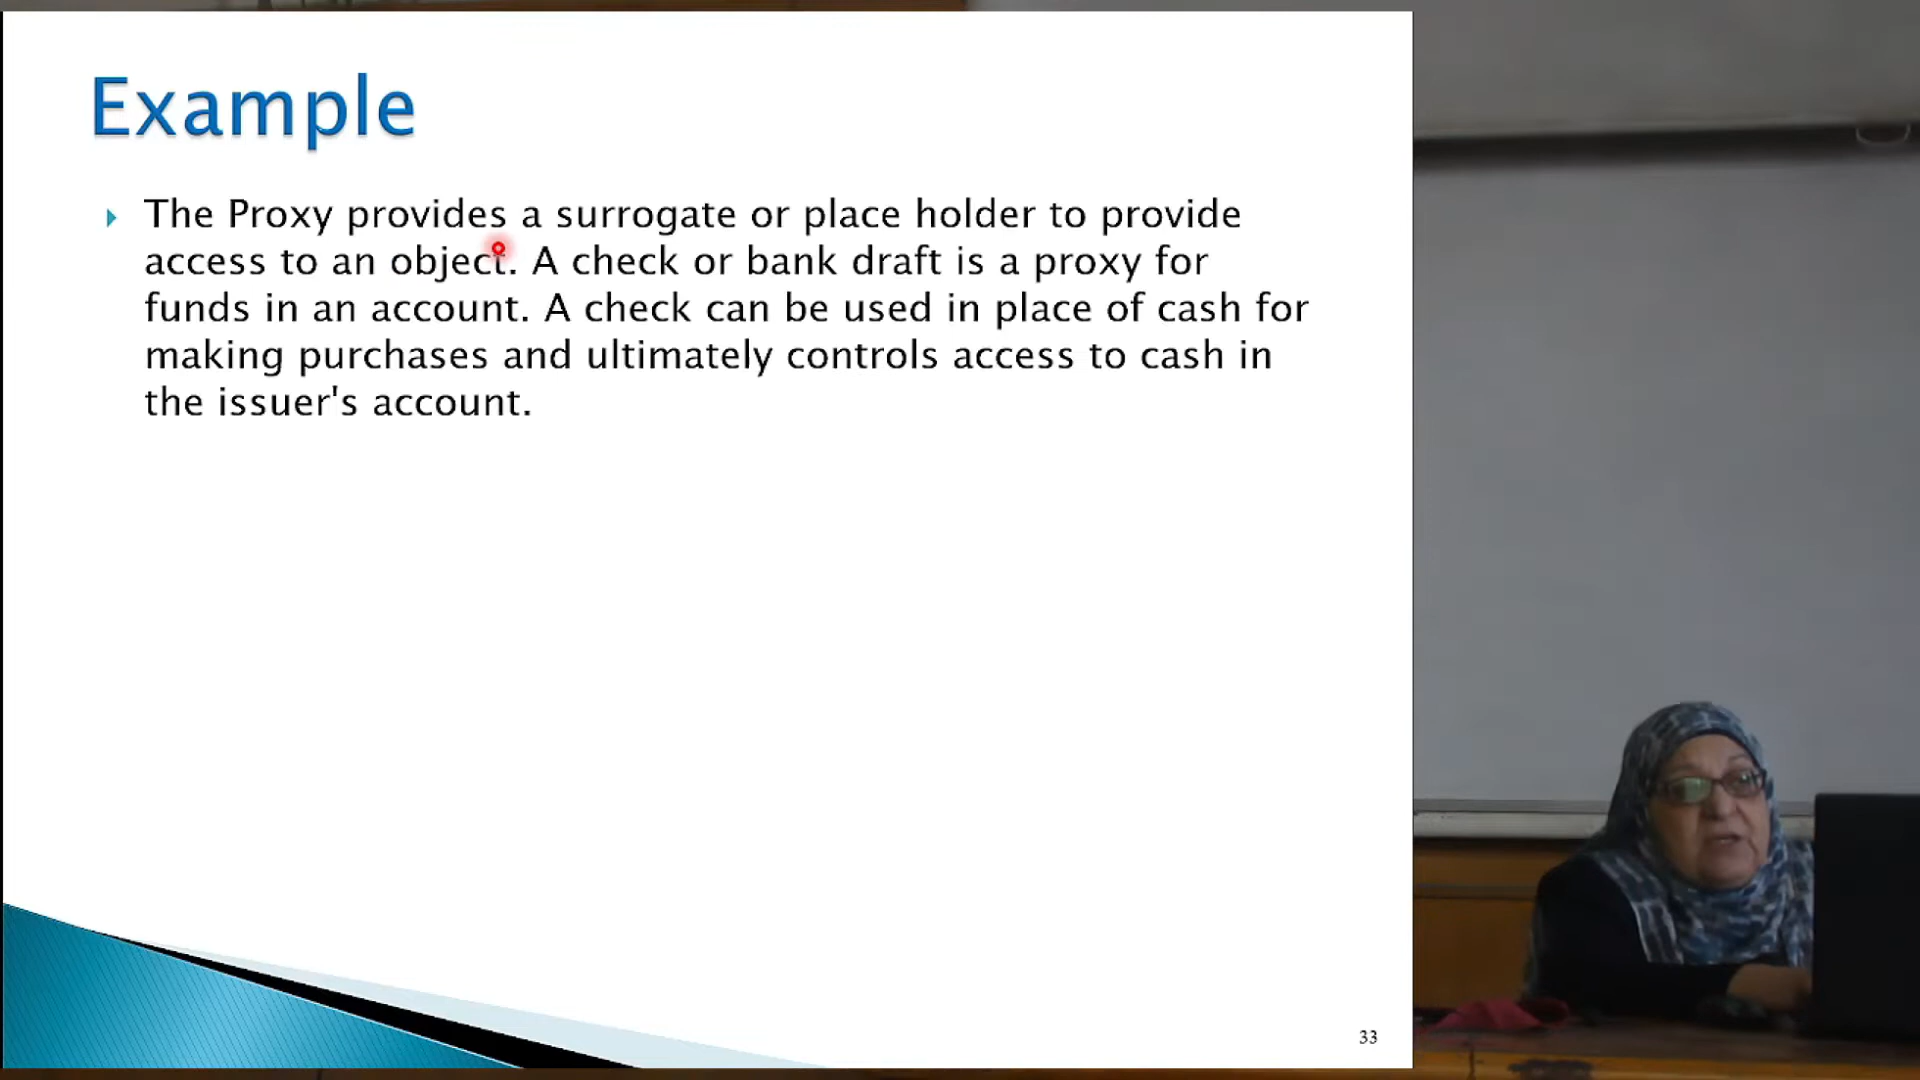 Example
The Proxy provides a surrogate or place holder to provide
access to an object. A check or bank draft is a proxy for
funds in an account. A check can be used in place of cash for
making purchases and ultimately controls access to cash in
the issuer's account.
33